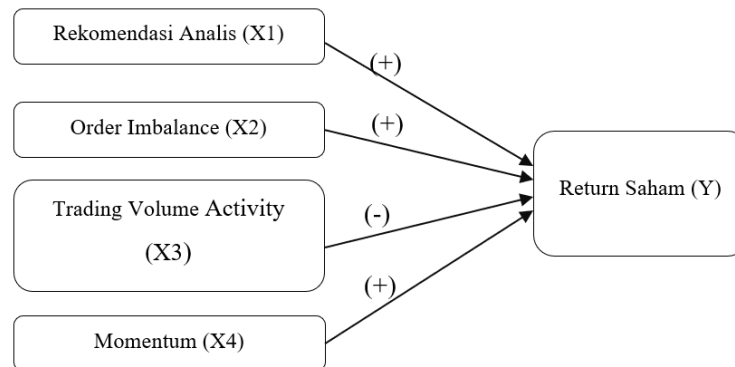 Rekomendasi Analis (X1)
(+)
Order Imbalance (X2)
(+)
Return Saham (Y)
Trading Volume Activity
(X3)
(-)
(+)
Momentum (X4)